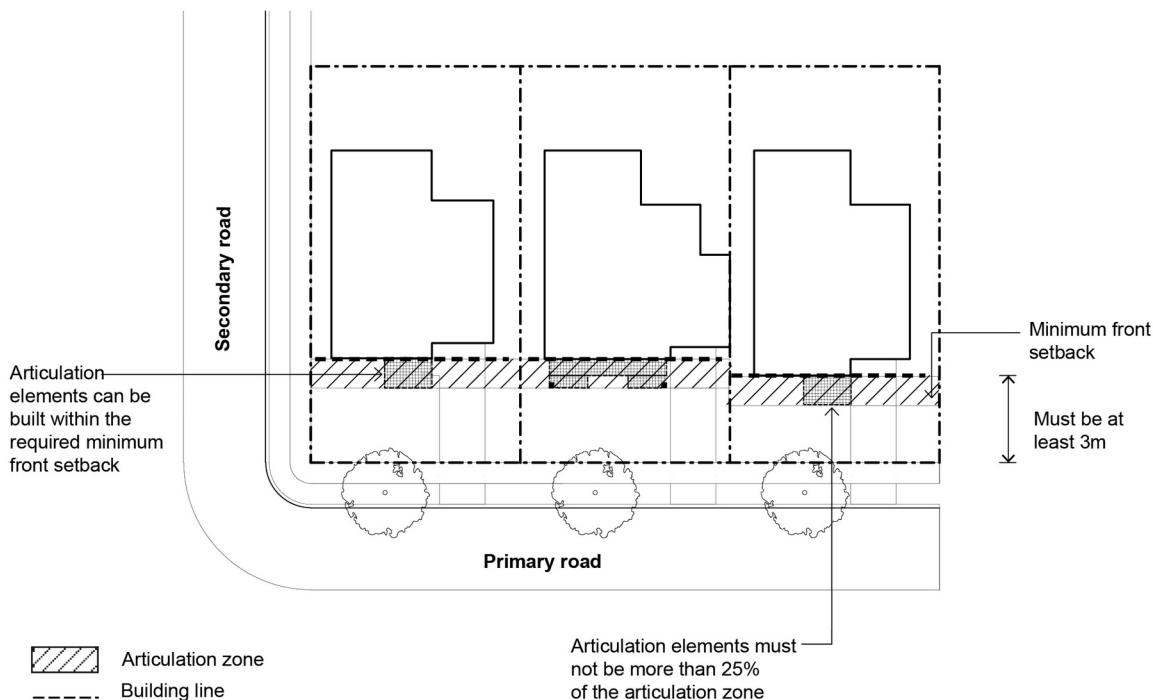 Secondary road
Articulation
elements can be
built within the
required minimum
front setback
Minimum front
setback
Must be at
least 3m
Primary road
Articulation elements must
not be more than 25%
of the articulation zone
Articulation zone
Building line